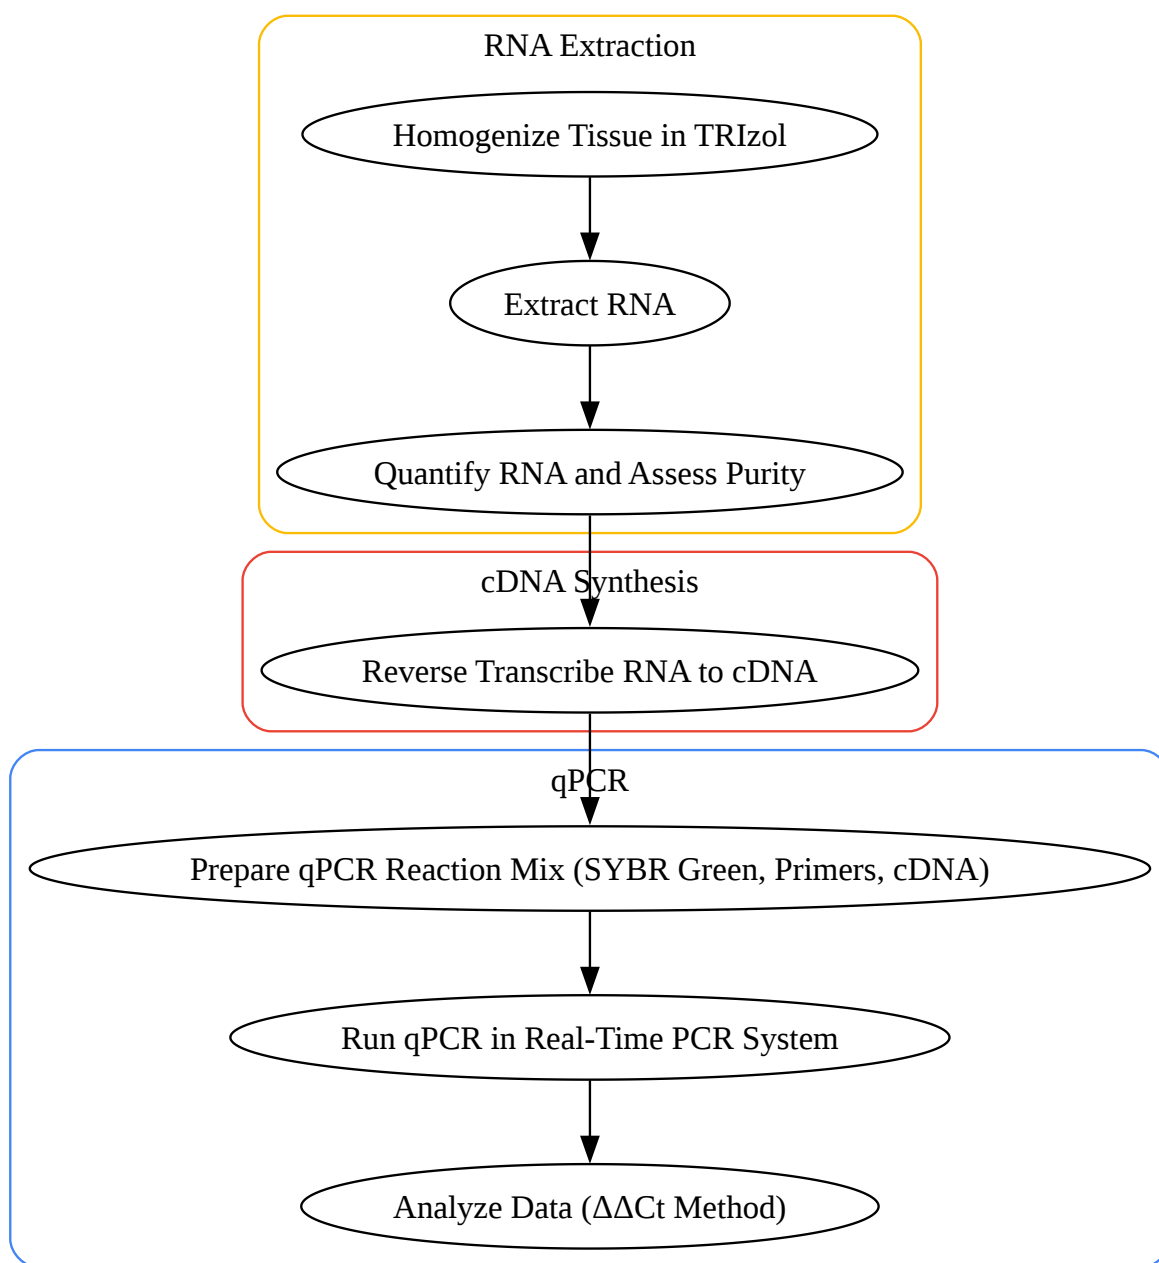 RNA Extraction
Homogenize Tissue in TRIzol
Extract RNA
Quantify RNA and Assess Purity
cDNA Synthesis
Reverse Transcribe RNA to cDNA
qPCR
Prepare qPCR Reaction Mix (SYBR Green, Primers, cDNA)
Run qPCR in Real-Time PCR System
Analyze Data (ΔΔCt Method)